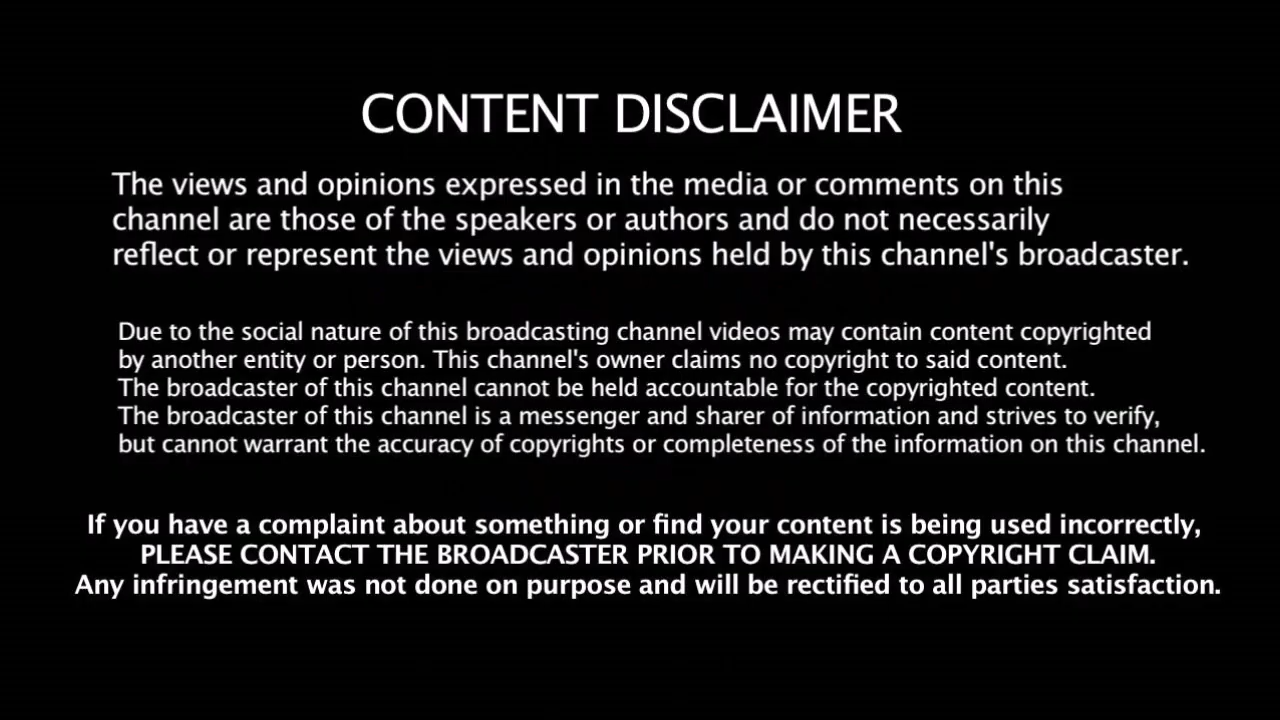 CONTENT DISCLAIMER
The views and opinions expressed in the media or comments on this
channel are those of the speakers or authors and do not necessarily
reflect or represent the views and opinions held by this channel's broadcaster.
Due to the social nature of this broadcasting channel videos may contain content copyrighted
by another entity or person. This channel's owner claims no copyright to said content.
The broadcaster of this channel cannot be held accountable for the copyrighted content.
The broadcaster of this channel is a messenger and sharer of information and strives to verify,
but cannot warrant the accuracy of copyrights or completeness of the information on this channel.
If you have a complaint about something or find your content is being used incorrectly,
PLEASE CONTACT THE BROADCASTER PRIOR TO MAKING A COPYRIGHT CLAIM.
Any infringement was not done on purpose and will be rectified to all parties satisfaction.